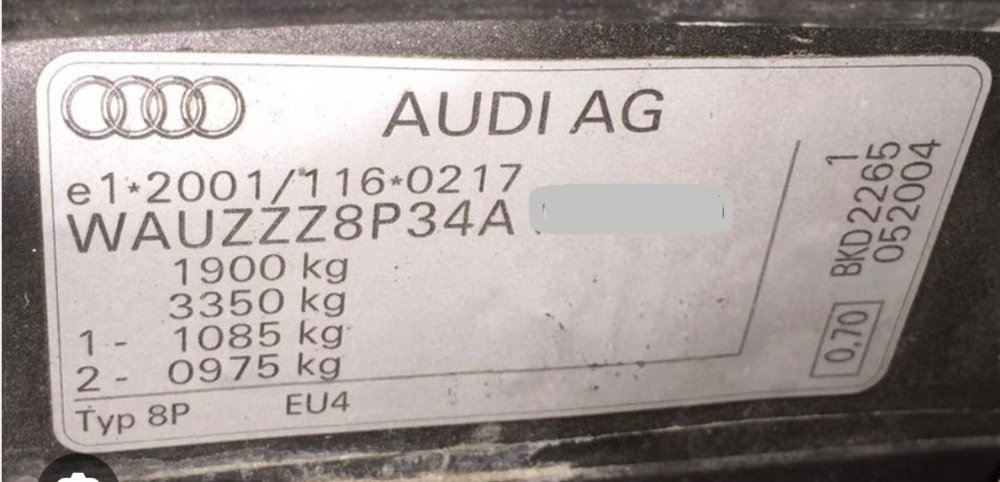 AUDI AG
e1*2001/116*0217
WAUZZZ8P34A
1900 kg
3350 kg
1 - 1085 kg
2 - 0975 kg
Typ 8P EU4
1
BKD2265
052004
0.70